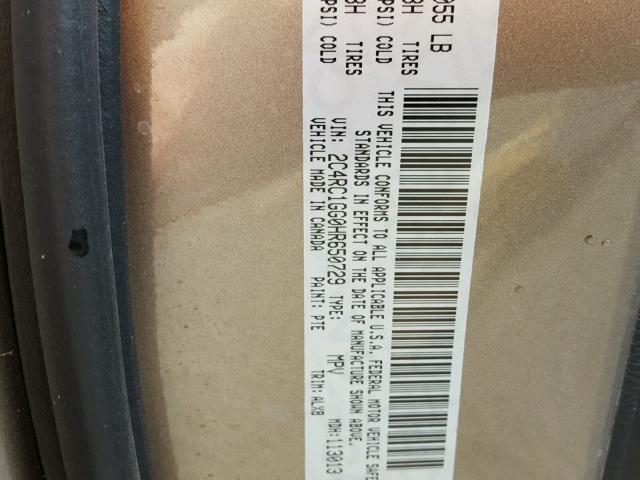 055 LB
8H TIRES
PSI) COLD
THIS VEHICLE CONFORMS TO ALL APPLICABLE U.S.A. FEDERAL MOTOR VEHICLE SAFE
STANDARDS IN EFFECT ON THE DATE OF MANUFACTURE SHOWN ABOVE.
8H TIRES
PSI) COLD
VIN: 2C4RC1GG0HR650729 TYPE: MPV MDH:113013
VEHICLE MADE IN CANADA PAINT: PTE TRIM: ALX8